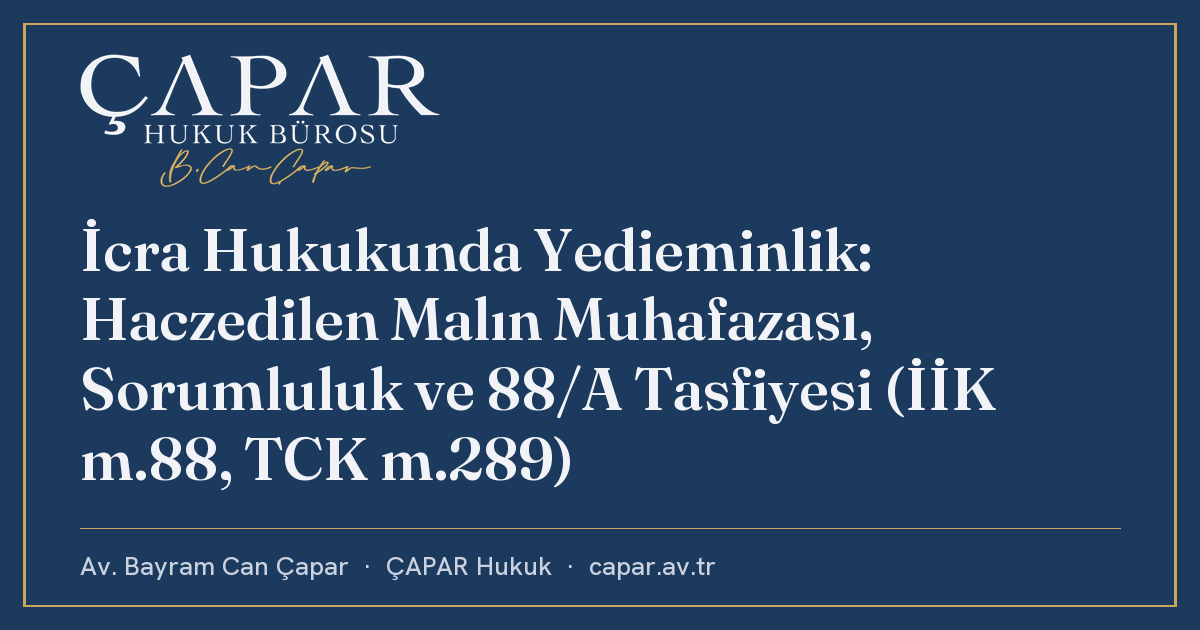 ÇAPAR
HUKUK BÜROSU
B.Can Çapar
İcra Hukukunda Yedieminlik:
Haczedilen Malın Muhafazası,
Sorumluluk ve 88/A Tasfiyesi (İİK
m.88, TCK m.289)
Av. Bayram Can Çapar · ÇAPAR Hukuk · capar.av.tr